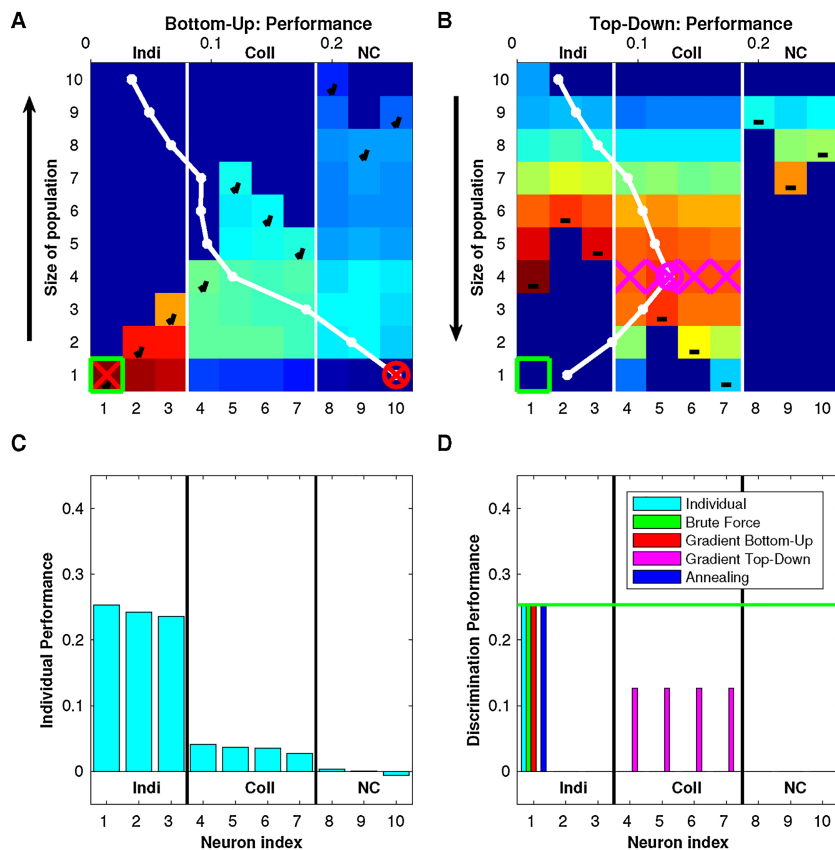 A
Bottom-Up: Performance
0 0.1 0.2
Indi Coll NC
Size of population
10
9
8
7
6
5
4
3
2
1
1 2 3 4 5 6 7 8 9 10
B
Top-Down: Performance
0 0.1 0.2
Indi Coll NC
Size of population
10
9
8
7
6
5
4
3
2
1
1 2 3 4 5 6 7 8 9 10
C
Individual Performance
0.4
0.3
0.2
0.1
0
Indi Coll NC
1 2 3 4 5 6 7 8 9 10
Neuron index
D
Discrimination Performance
0.4
0.3
0.2
0.1
0
Individual
Brute Force
Gradient Bottom-Up
Gradient Top-Down
Annealing
Indi Coll NC
1 2 3 4 5 6 7 8 9 10
Neuron index